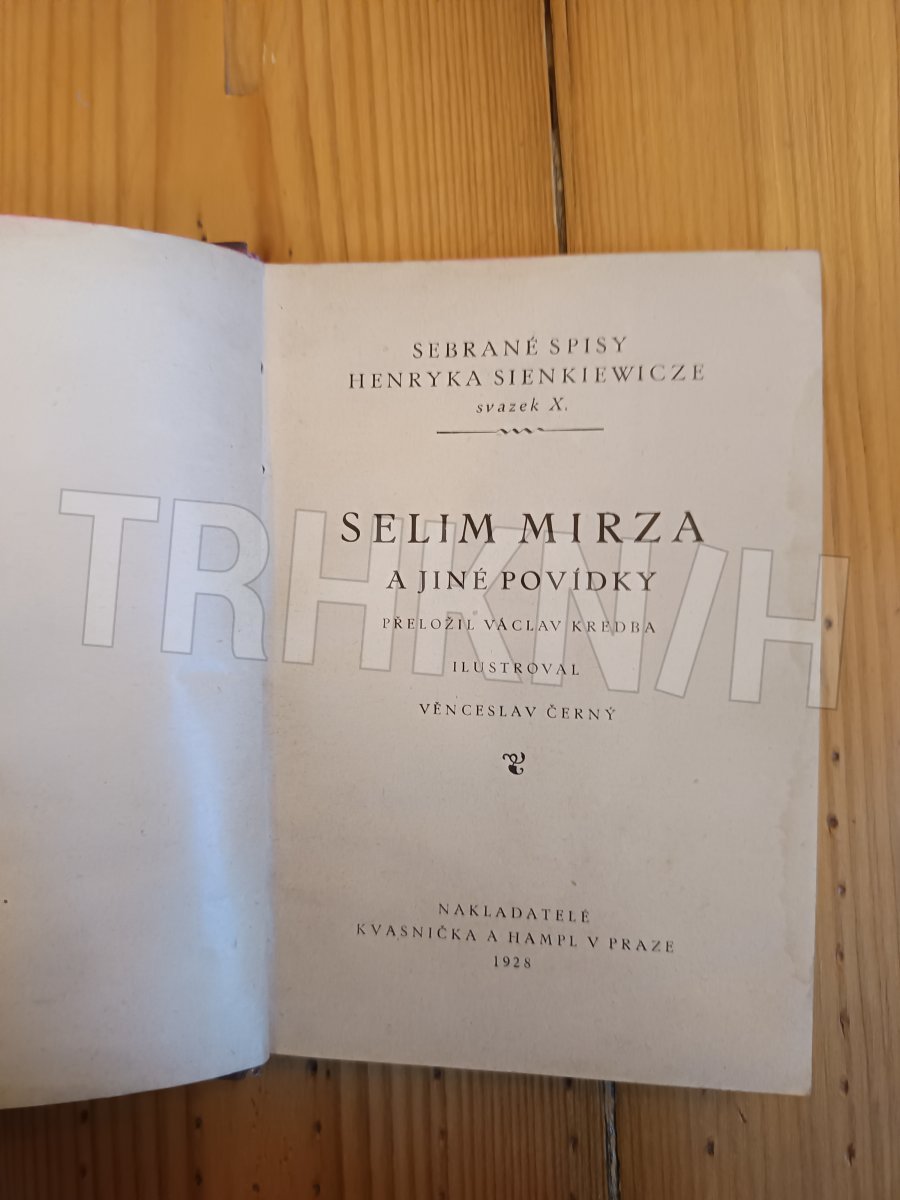 SEBRANÉ SPISY
HENRYKA SIENKIEWICZE
svazek X.
SELIM MIRZA
A JINÉ POVÍDKY
PŘELOŽIL VÁCLAV KREDBA
ILUSTROVAL
VĚNCESLAV ČERNÝ
NAKLADATELÉ
KVASNIČKA A HAMPL V PRAZE
1928
TRHKNIH